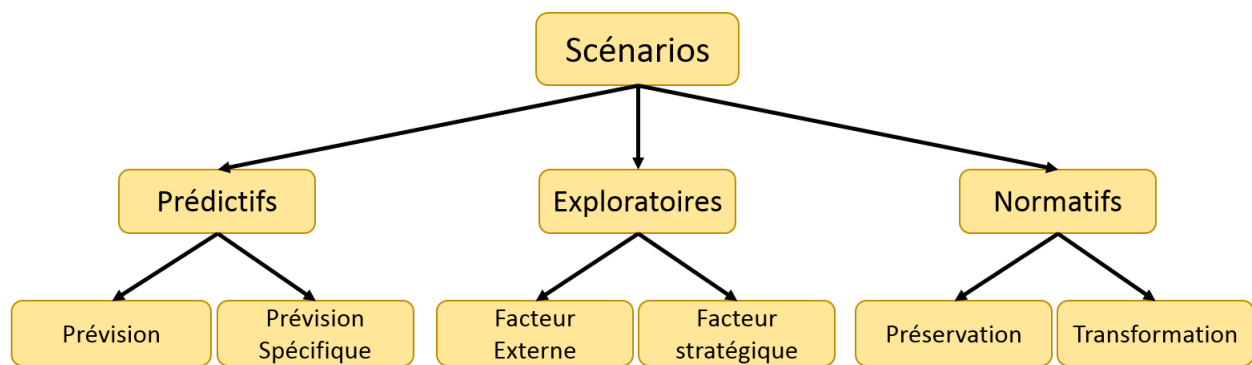 Scénarios
Prédictifs
Exploratoires
Normatifs
Prévision
Prévision
Spécifique
Facteur
Externe
Facteur
stratégique
Préservation
Transformation